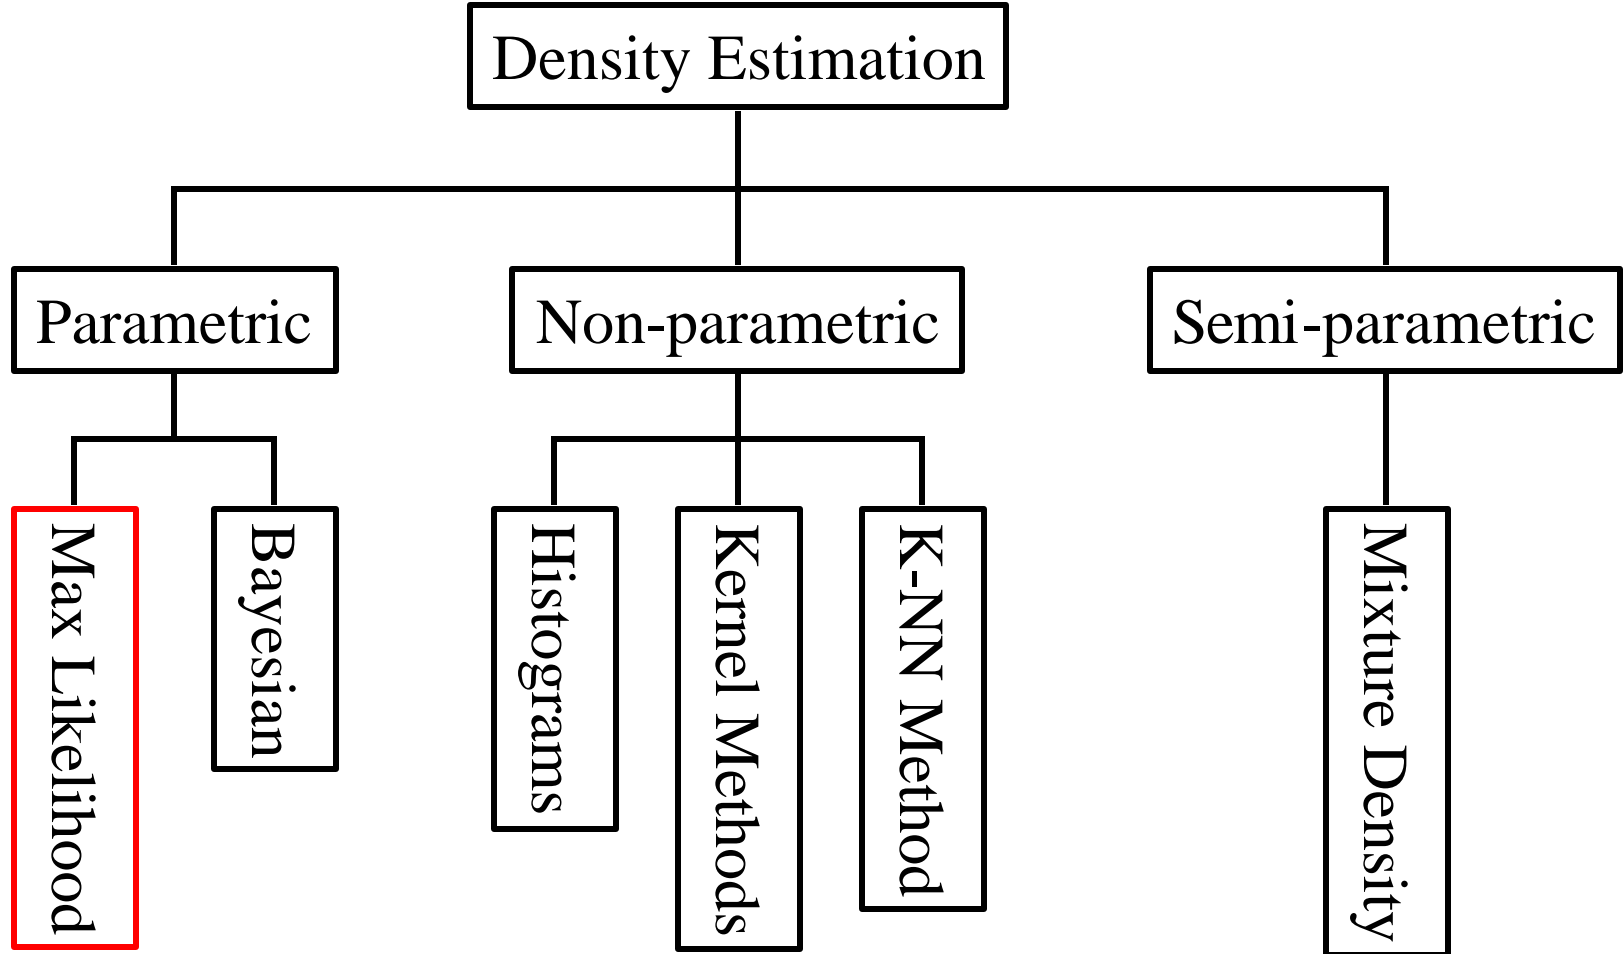 Density Estimation
Parametric
Non-parametric
Semi-parametric
Max Likelihood
Bayesian
Histograms
Kernel Methods
K-NN Method
Mixture Density